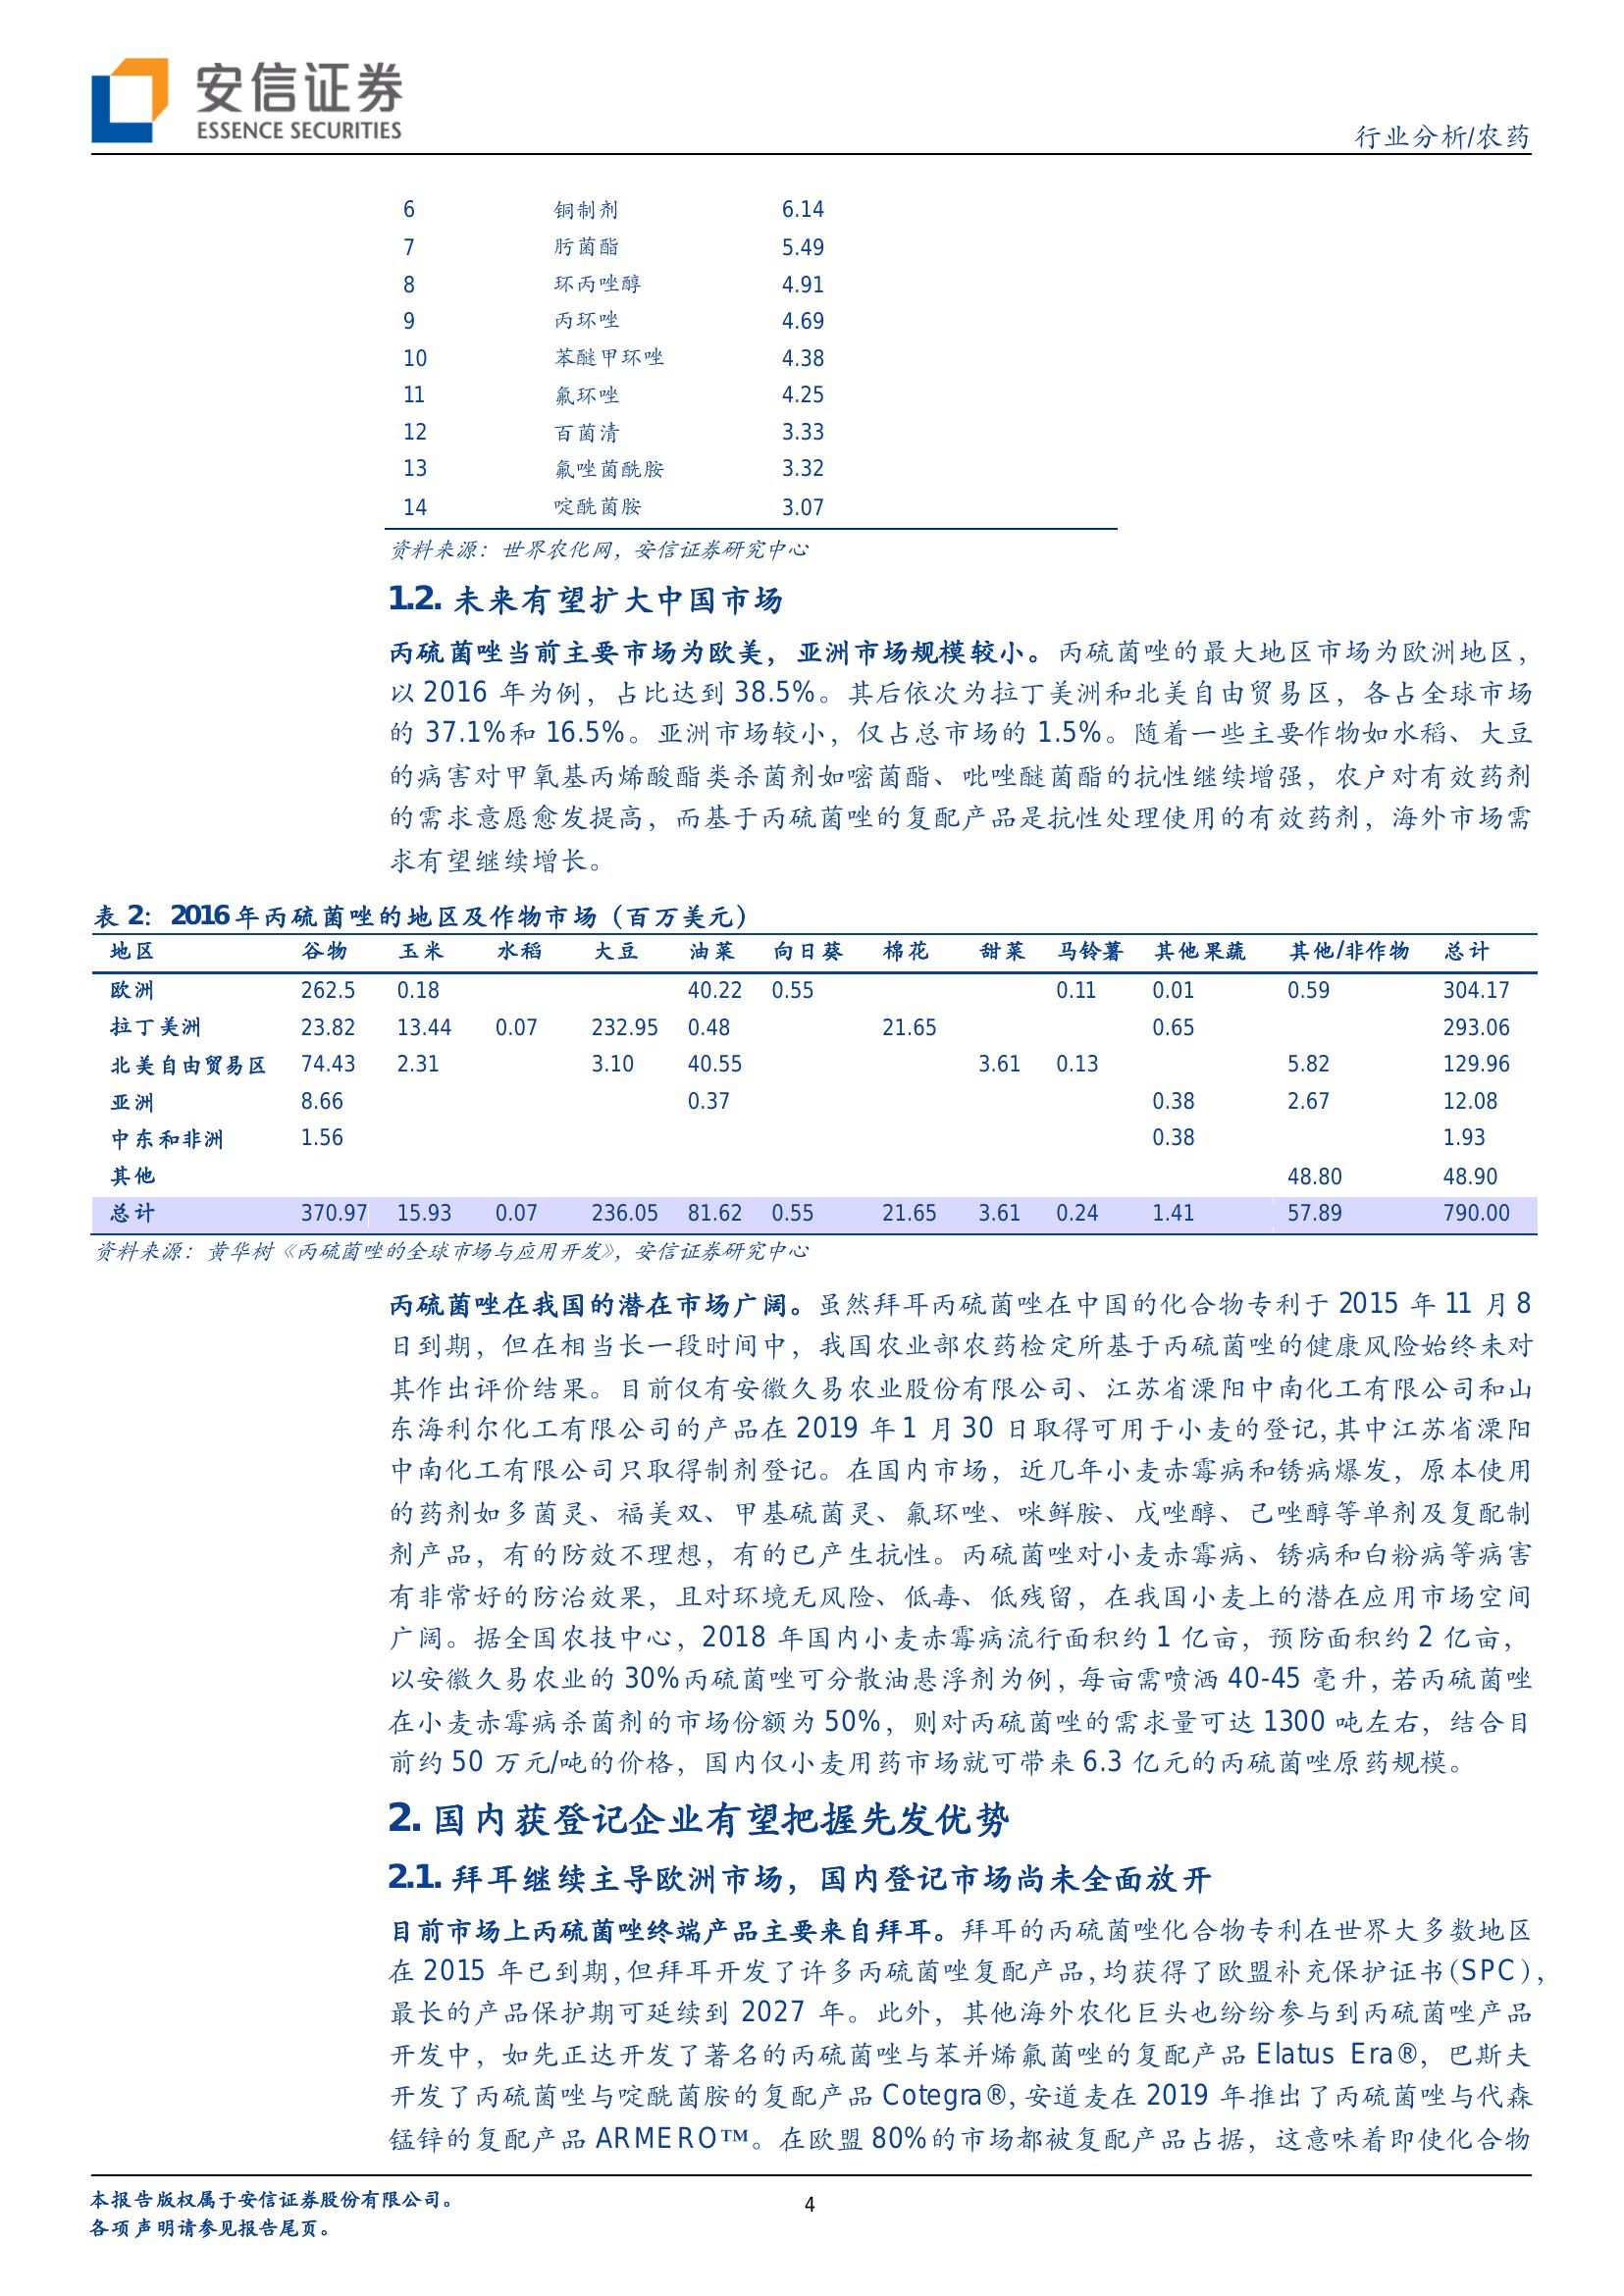 安信证券
ESSENCE SECURITIES
行业分析/农药
6 铜制剂 6.14
7 肟菌酯 5.49
8 环丙唑醇 4.91
9 丙环唑 4.69
10 苯醚甲环唑 4.38
11 氟环唑 4.25
12 百菌清 3.33
13 氟唑菌酰胺 3.32
14 啶酰菌胺 3.07
资料来源：世界农化网，安信证券研究中心
1.2. 未来有望扩大中国市场
丙硫菌唑当前主要市场为欧美，亚洲市场规模较小。丙硫菌唑的最大地区市场为欧洲地区，
以 2016 年为例，占比达到 38.5%。其后依次为拉丁美洲和北美自由贸易区，各占全球市场
的 37.1%和 16.5%。亚洲市场较小，仅占总市场的 1.5%。随着一些主要作物如水稻、大豆
的病害对甲氧基丙烯酸酯类杀菌剂如嘧菌酯、吡唑醚菌酯的抗性继续增强，农户对有效药剂
的需求意愿愈发提高，而基于丙硫菌唑的复配产品是抗性处理使用的有效药剂，海外市场需
求有望继续增长。
表 2：2016 年丙硫菌唑的地区及作物市场（百万美元）
地区 谷物 玉米 水稻 大豆 油菜 向日葵 棉花 甜菜 马铃薯 其他果蔬 其他/非作物 总计
欧洲 262.5 0.18 40.22 0.55 0.11 0.01 0.59 304.17
拉丁美洲 23.82 13.44 0.07 232.95 0.48 21.65 0.65 293.06
北美自由贸易区 74.43 2.31 3.10 40.55 3.61 0.13 5.82 129.96
亚洲 8.66 0.37 0.38 2.67 12.08
中东和非洲 1.56 0.38 1.93
其他 48.80 48.90
总计 370.97 15.93 0.07 236.05 81.62 0.55 21.65 3.61 0.24 1.41 57.89 790.00
资料来源：黄华树《丙硫菌唑的全球市场与应用开发》，安信证券研究中心
丙硫菌唑在我国的潜在市场广阔。虽然拜耳丙硫菌唑在中国的化合物专利于 2015 年 11 月 8
日到期，但在相当长一段时间中，我国农业部农药检定所基于丙硫菌唑的健康风险始终未对
其作出评价结果。目前仅有安徽久易农业股份有限公司、江苏省溧阳中南化工有限公司和山
东海利尔化工有限公司的产品在 2019 年 1 月 30 日取得可用于小麦的登记，其中江苏省溧阳
中南化工有限公司只取得制剂登记。在国内市场，近几年小麦赤霉病和锈病爆发，原本使用
的药剂如多菌灵、福美双、甲基硫菌灵、氟环唑、咪鲜胺、戊唑醇、己唑醇等单剂及复配制
剂产品，有的防效不理想，有的已产生抗性。丙硫菌唑对小麦赤霉病、锈病和白粉病等病害
有非常好的防治效果，且对环境无风险、低毒、低残留，在我国小麦上的潜在应用市场空间
广阔。据全国农技中心，2018 年国内小麦赤霉病流行面积约 1 亿亩，预防面积约 2 亿亩，
以安徽久易农业的 30%丙硫菌唑可分散油悬浮剂为例，每亩需喷洒 40-45 毫升，若丙硫菌唑
在小麦赤霉病杀菌剂的市场份额为 50%，则对丙硫菌唑的需求量可达 1300 吨左右，结合目
前约 50 万元/吨的价格，国内仅小麦用药市场就可带来 6.3 亿元的丙硫菌唑原药规模。
2. 国内获登记企业有望把握先发优势
2.1. 拜耳继续主导欧洲市场，国内登记市场尚未全面放开
目前市场上丙硫菌唑终端产品主要来自拜耳。拜耳的丙硫菌唑化合物专利在世界大多数地区
在 2015 年已到期，但拜耳开发了许多丙硫菌唑复配产品，均获得了欧盟补充保护证书（SPC），
最长的产品保护期可延续到 2027 年。此外，其他海外农化巨头也纷纷参与到丙硫菌唑产品
开发中，如先正达开发了著名的丙硫菌唑与苯并烯氟菌唑的复配产品 Elatus Era®，巴斯夫
开发了丙硫菌唑与啶酰菌胺的复配产品 Cotegra®，安道麦在 2019 年推出了丙硫菌唑与代森
锰锌的复配产品 ARMERO™。在欧盟 80%的市场都被复配产品占据，这意味着即使化合物
本报告版权属于安信证券股份有限公司。
各项声明请参见报告尾页。
4